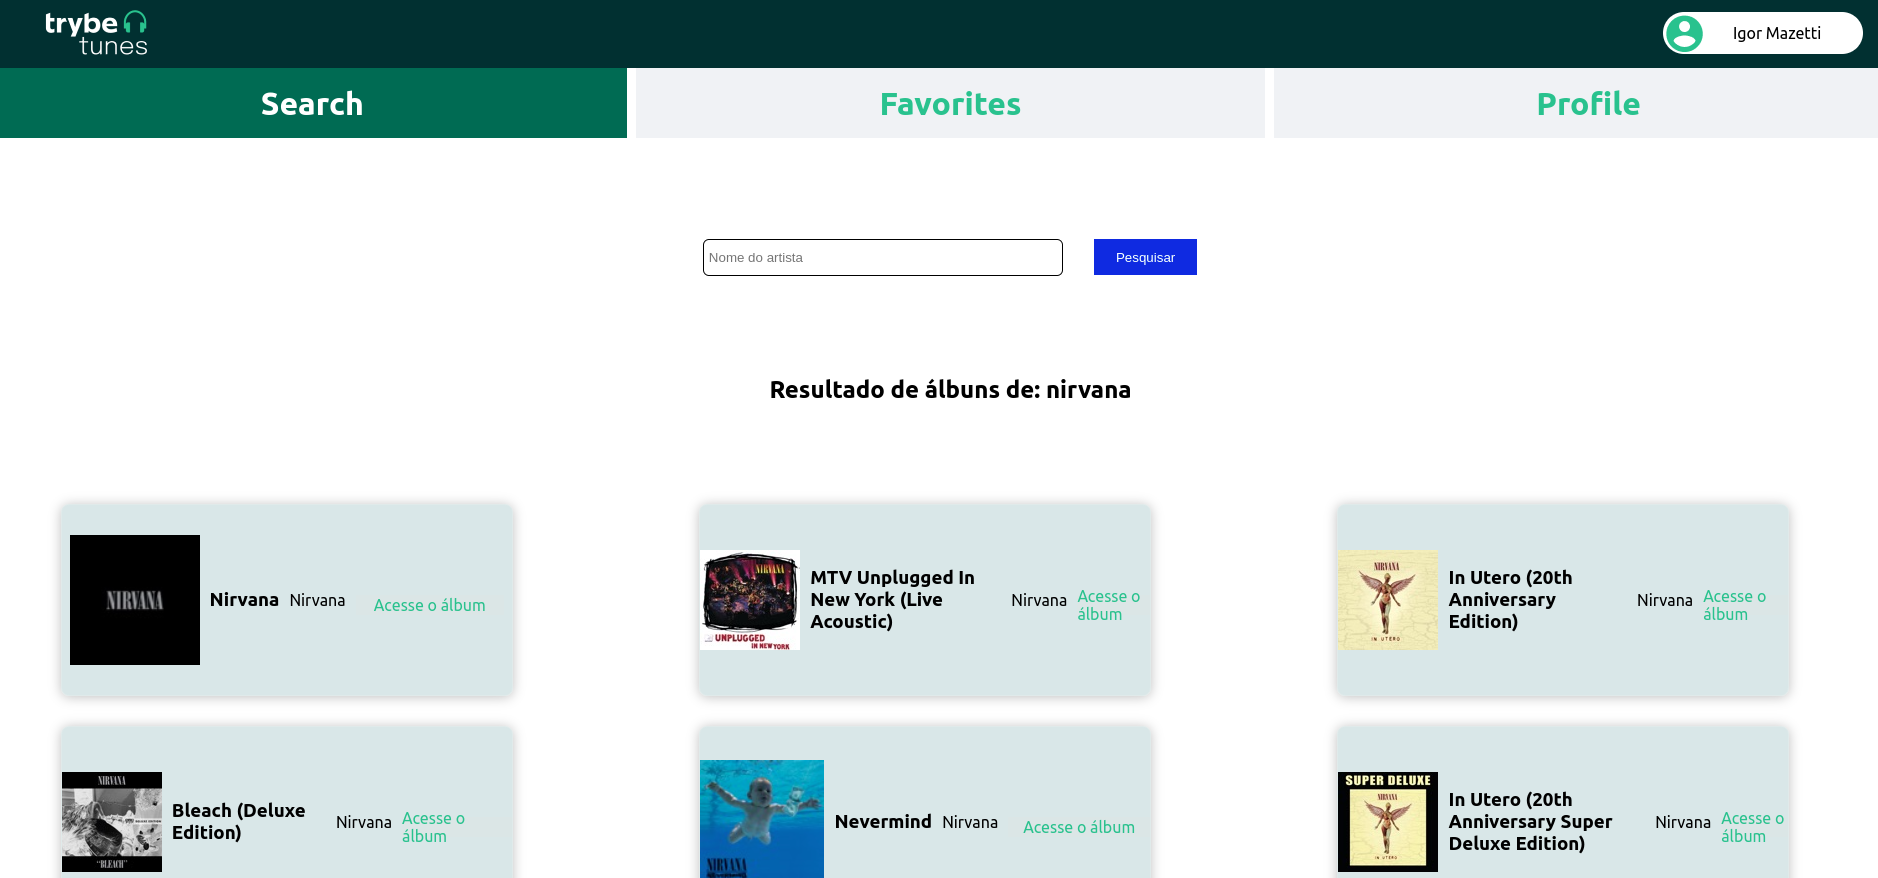 trybe
tunes
Igor Mazetti
Search
Favorites
Profile
Nome do artista
Pesquisar
Resultado de álbuns de: nirvana
NIRVANA
Nirvana
Nirvana
Acesse o álbum
NIRVANA
UNPLUGGED
IN NEW YORK
MTV Unplugged In
New York (Live
Acoustic)
Nirvana
Acesse o
álbum
NIRVANA
IN UTERO
In Utero (20th
Anniversary
Edition)
Nirvana
Acesse o
álbum
NIRVANA
"BLEACH"
Bleach (Deluxe
Edition)
Nirvana
Acesse o
álbum
NIRVANA
Nevermind
Nirvana
Acesse o álbum
SUPER DELUXE
NIRVANA
IN UTERO
In Utero (20th
Anniversary Super
Deluxe Edition)
Nirvana
Acesse o
álbum